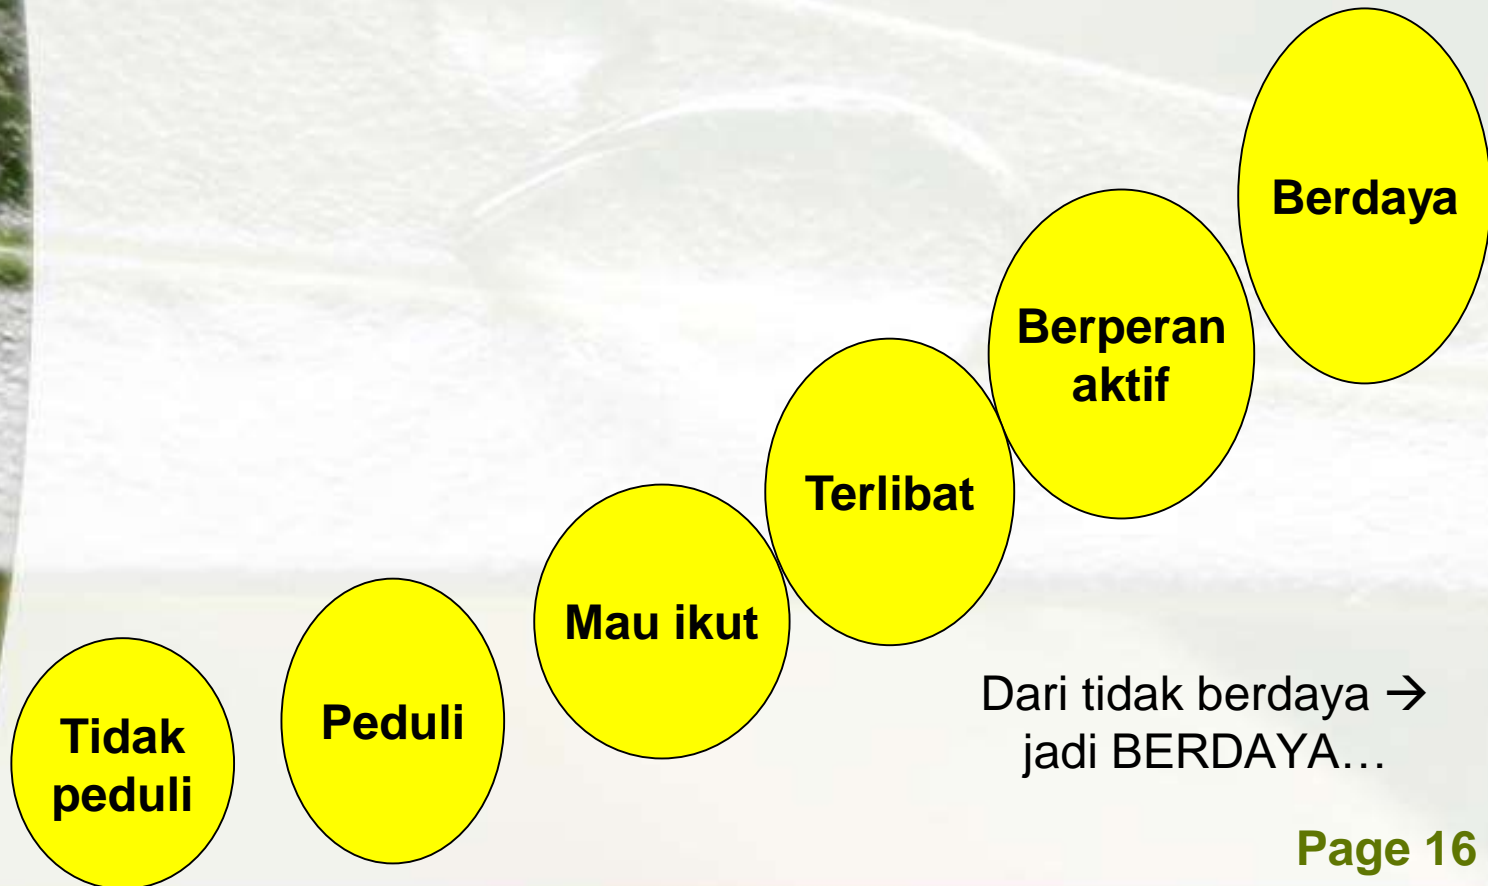 Tidak
peduli
Peduli
Mau ikut
Terlibat
Berperan
aktif
Berdaya
Dari tidak berdaya →
jadi BERDAYA…
Page 16